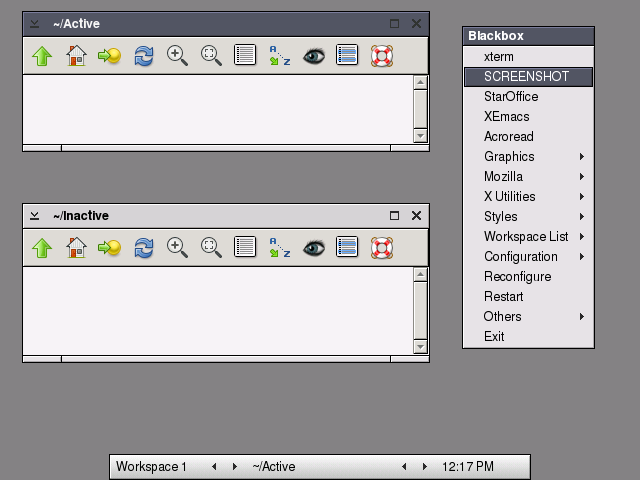 ~/Active
~/Inactive
Blackbox
xterm
SCREENSHOT
StarOffice
XEmacs
Acroread
Graphics
Mozilla
X Utilities
Styles
Workspace List
Configuration
Reconfigure
Restart
Others
Exit
Workspace 1 ~/Active 12:17 PM